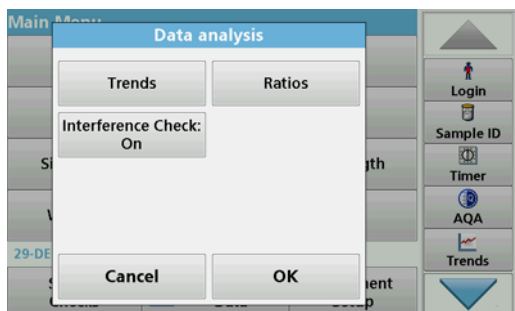 Main Menu
Data analysis
Trends
Ratios
Interference Check:
On
Cancel
OK
29-DE
Login
Sample ID
Timer
AQA
Trends